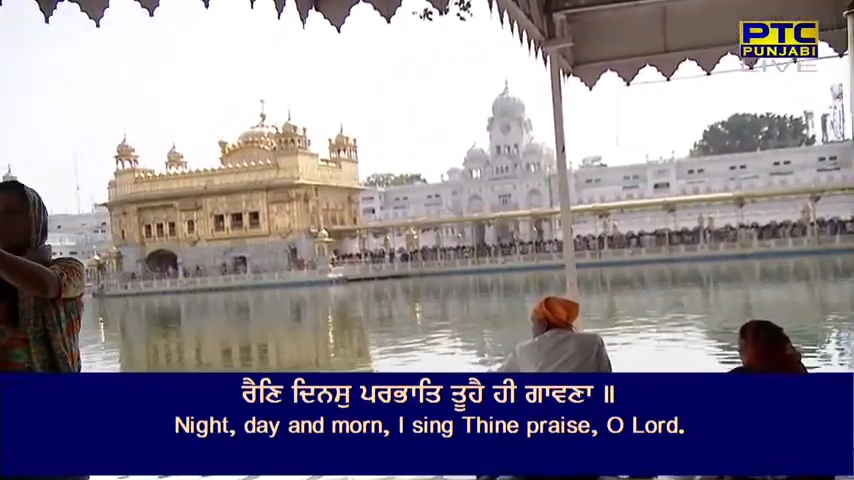 PTC
PUNJABI
LIVE
ਰੈਣਿ ਦਿਨਸੁ ਪਰਭਾਤਿ ਤੂਹੈ ਹੀ ਗਾਵਣਾ ॥
Night, day and morn, I sing Thine praise, O Lord.